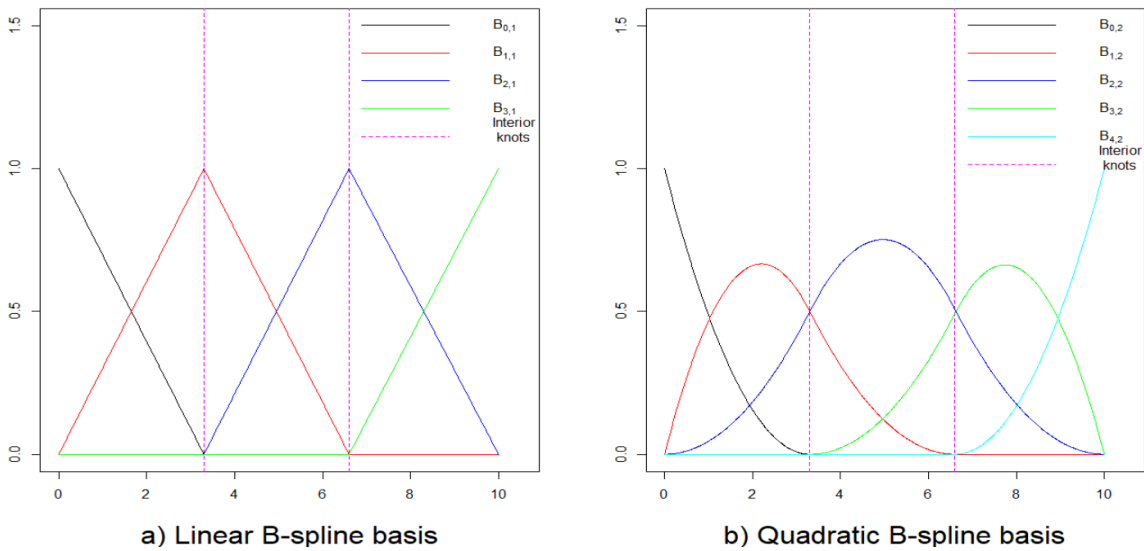 1.5
1.0
0.5
0.0
B0,1
B1,1
B2,1
B3,1
Interior
knots
0 2 4 6 8 10
a) Linear B-spline basis
1.5
1.0
0.5
0.0
B0,2
B1,2
B2,2
B3,2
B4,2
Interior
knots
0 2 4 6 8 10
b) Quadratic B-spline basis